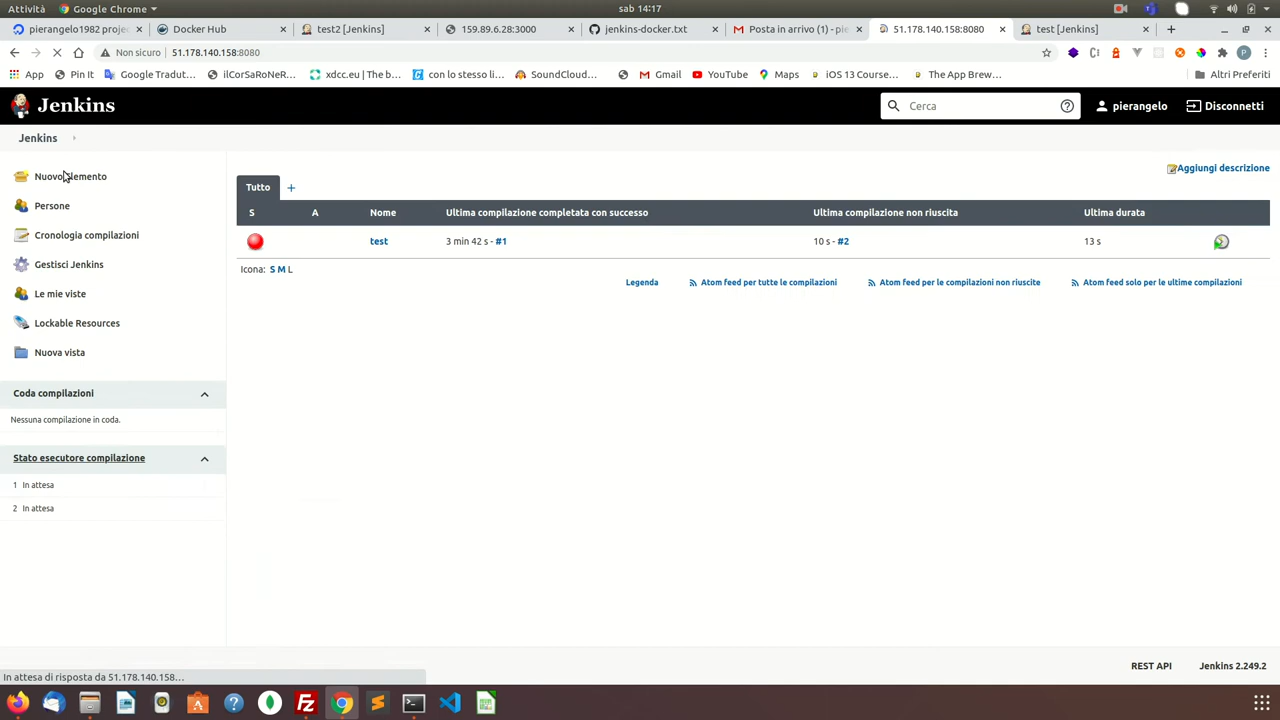 Attività
Google Chrome
sab 14:17
pierangelo1982 proje
Docker Hub
test2 [Jenkins]
159.89.6.28:3000
jenkins-docker.txt
Posta in arrivo (1) - pie
51.178.140.158:8080
test [Jenkins]
Non sicuro
51.178.140.158:8080
App
Pin It
Google Tradut...
ilCorSaRoNeR...
xdcc.eu | The b...
con lo stesso li...
SoundCloud...
Gmail
YouTube
Maps
iOS 13 Course...
The App Brew...
Altri Preferiti
Jenkins
Cerca
pierangelo
Disconnetti
Jenkins
Nuovo elemento
Persone
Cronologia compilazioni
Gestisci Jenkins
Le mie viste
Lockable Resources
Nuova vista
Coda compilazioni
Nessuna compilazione in coda.
Stato esecutore compilazione
1 In attesa
2 In attesa
Aggiungi descrizione
Tutto +
S A Nome Ultima compilazione completata con successo Ultima compilazione non riuscita Ultima durata
test 3 min 42 s - #1 10 s - #2 13 s
Icona: S M L
Legenda Atom feed per tutte le compilazioni Atom feed per le compilazioni non riuscite Atom feed solo per le ultime compilazioni
REST API Jenkins 2.249.2
In attesa di risposta da 51.178.140.158...